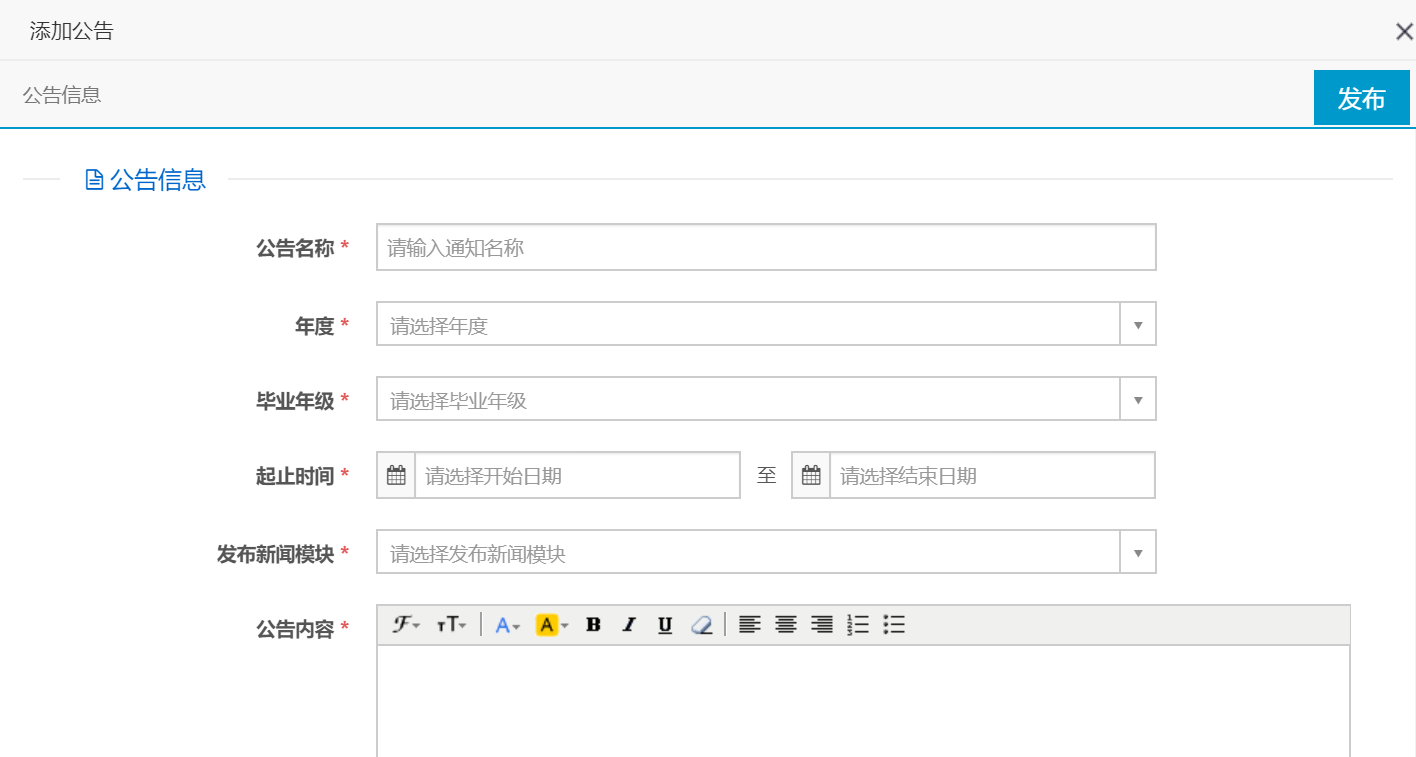 添加公告
公告信息
发布
公告信息
公告名称 * 请输入通知名称
年度 * 请选择年度
毕业年级 * 请选择毕业年级
起止时间 * 请选择开始日期 至 请选择结束日期
发布新闻模块 * 请选择发布新闻模块
公告内容 *